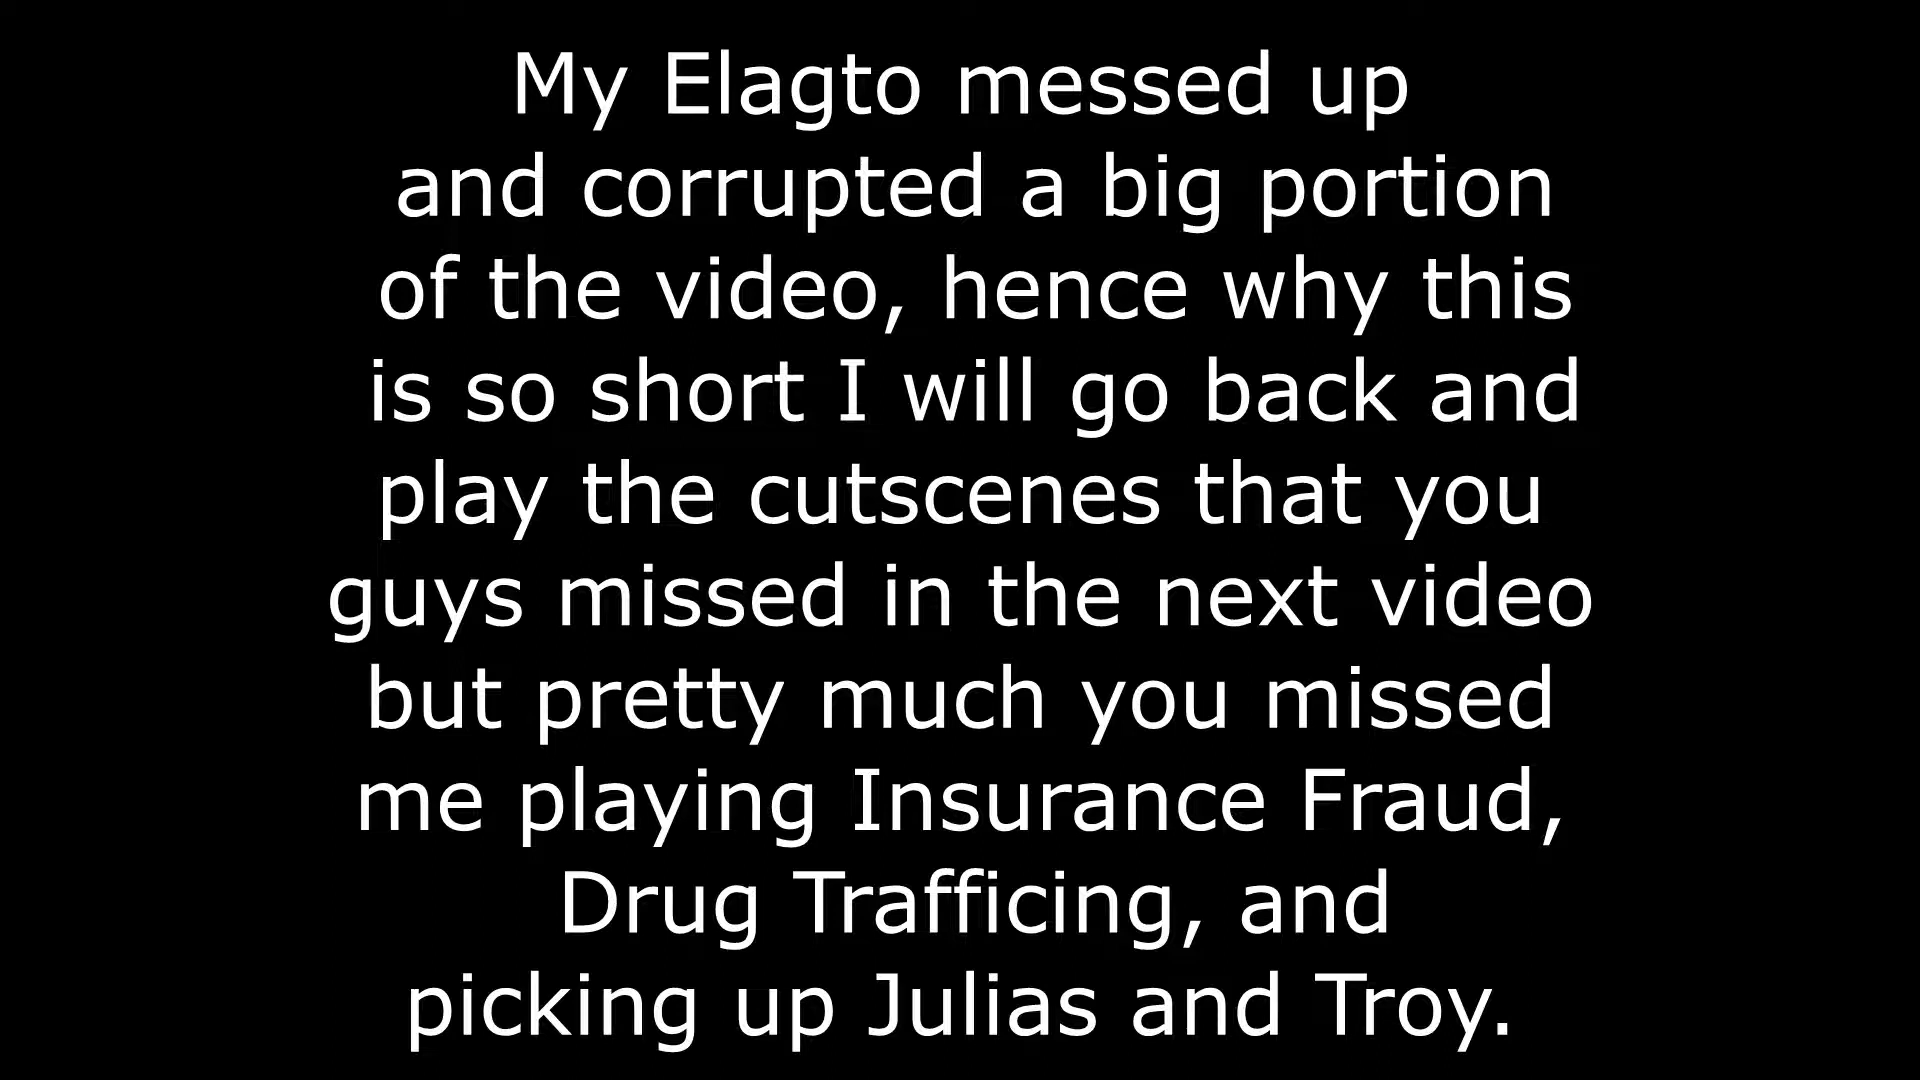 My Elagto messed up
and corrupted a big portion
of the video, hence why this
is so short I will go back and
play the cutscenes that you
guys missed in the next video
but pretty much you missed
me playing Insurance Fraud,
Drug Trafficing, and
picking up Julias and Troy.